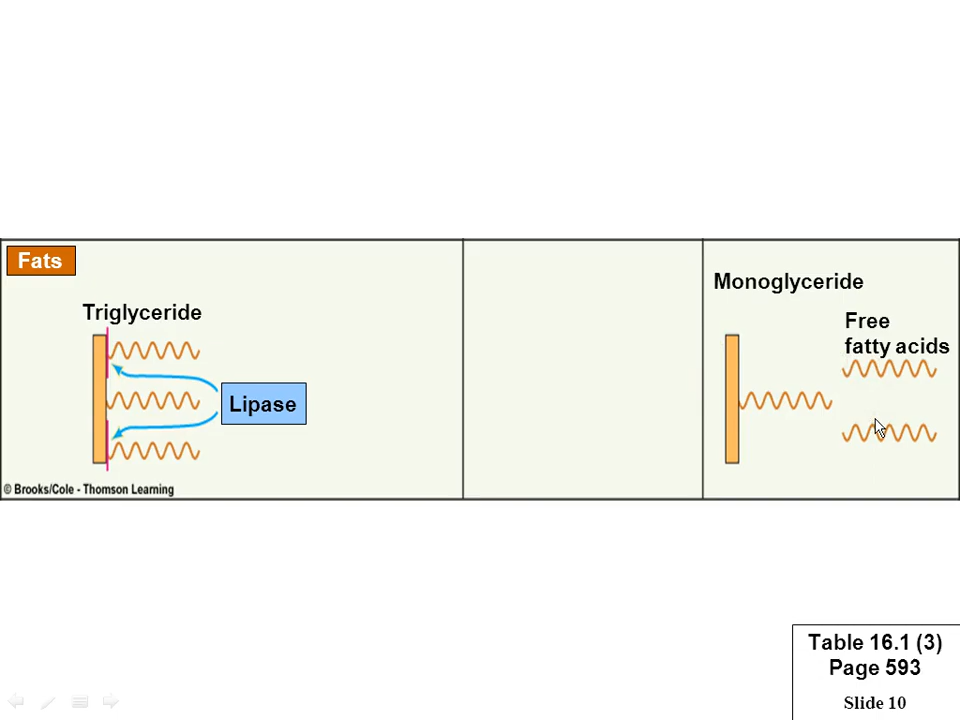 Fats
Triglyceride
Lipase
Monoglyceride
Free
fatty acids
© Brooks/Cole - Thomson Learning
Table 16.1 (3)
Page 593
Slide 10